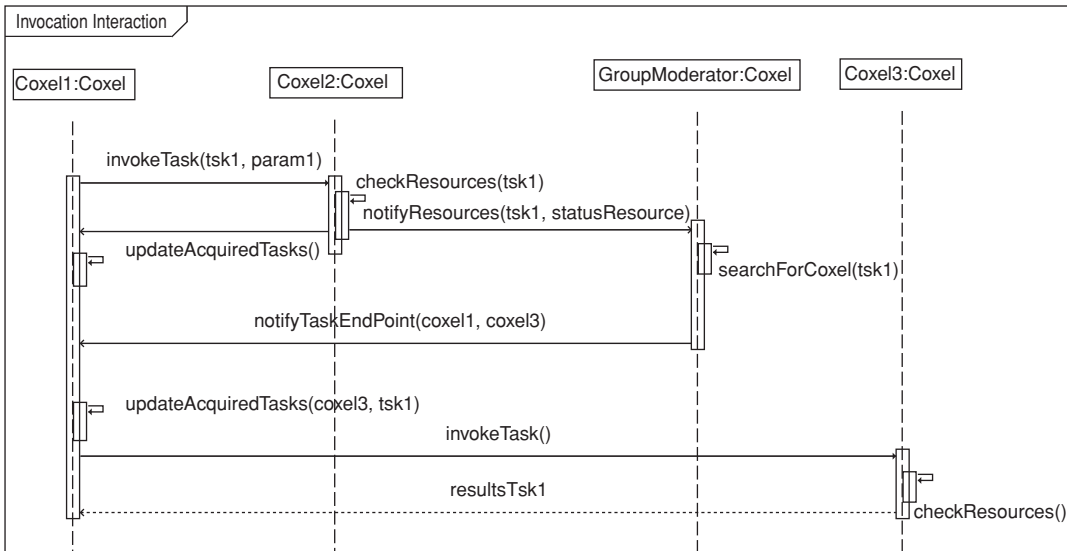 Invocation Interaction
Coxel1:Coxel
Coxel2:Coxel
GroupModerator:Coxel
Coxel3:Coxel
invokeTask(tsk1, param1)
checkResources(tsk1)
notifyResources(tsk1, statusResource)
updateAcquiredTasks()
searchForCoxel(tsk1)
notifyTaskEndPoint(coxel1, coxel3)
updateAcquiredTasks(coxel3, tsk1)
invokeTask()
resultsTsk1
checkResources()